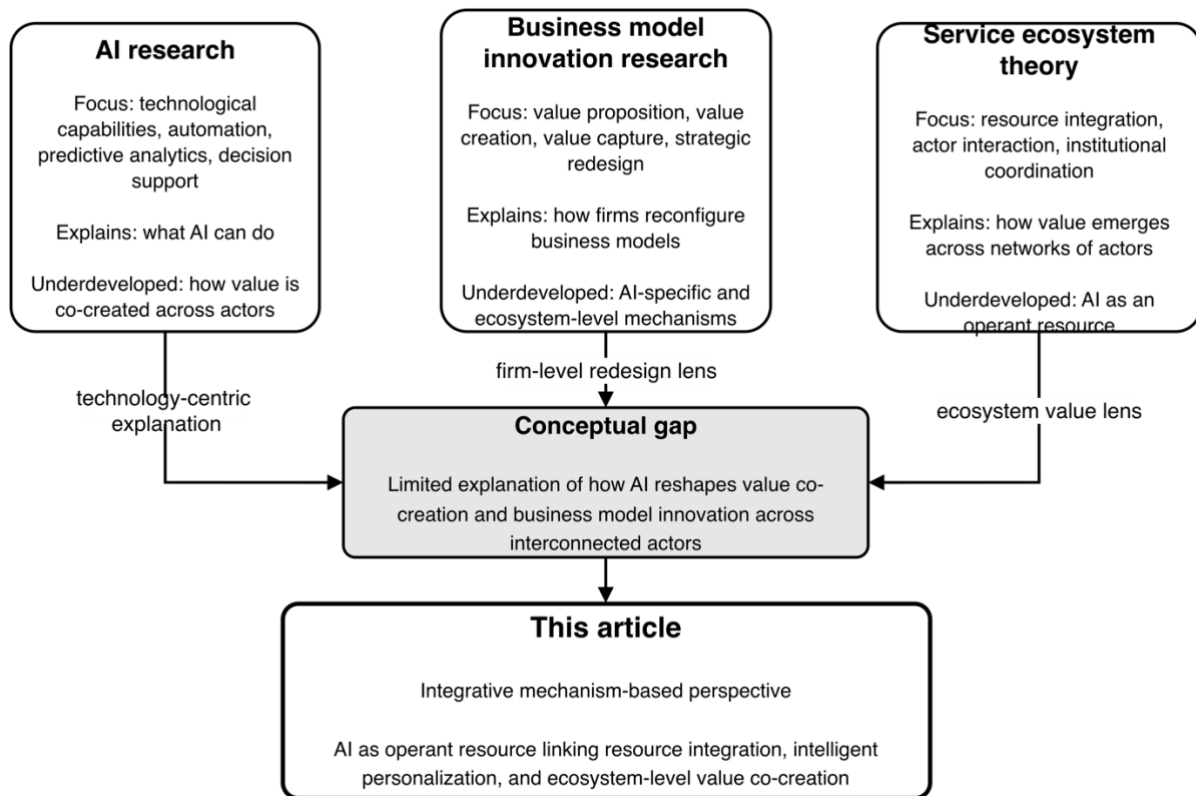 AI research
Focus: technological
capabilities, automation,
predictive analytics, decision
support
Explains: what AI can do
Underdeveloped: how value is
co-created across actors
Business model
innovation research
Focus: value proposition, value
creation, value capture, strategic
redesign
Explains: how firms reconfigure
business models
Underdeveloped: AI-specific and
ecosystem-level mechanisms
Service ecosystem
theory
Focus: resource integration,
actor interaction, institutional
coordination
Explains: how value emerges
across networks of actors
Underdeveloped: AI as an
operant resource
technology-centric
explanation
firm-level redesign lens
ecosystem value lens
Conceptual gap
Limited explanation of how AI reshapes value co-
creation and business model innovation across
interconnected actors
This article
Integrative mechanism-based perspective
AI as operant resource linking resource integration, intelligent
personalization, and ecosystem-level value co-creation